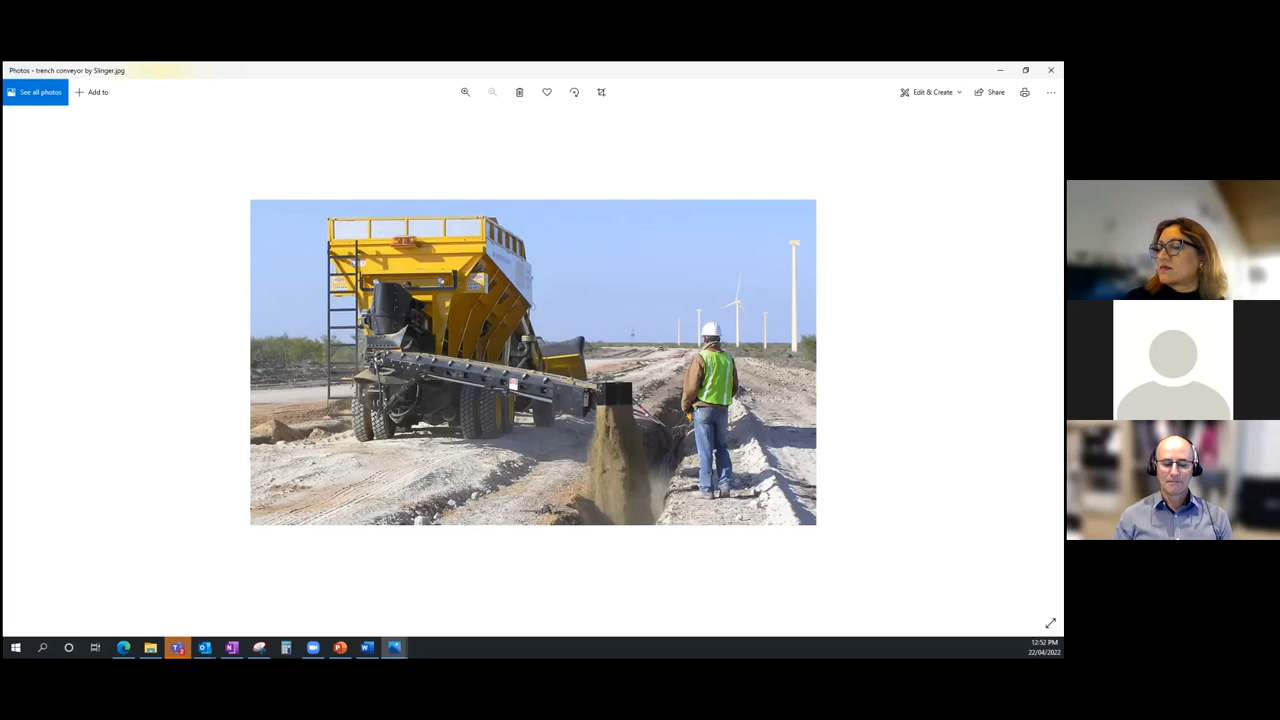 Photos - trench conveyor by Slinger.jpg
See all photos
Add to
Edit & Create
Share
12:52 PM
22/04/2022